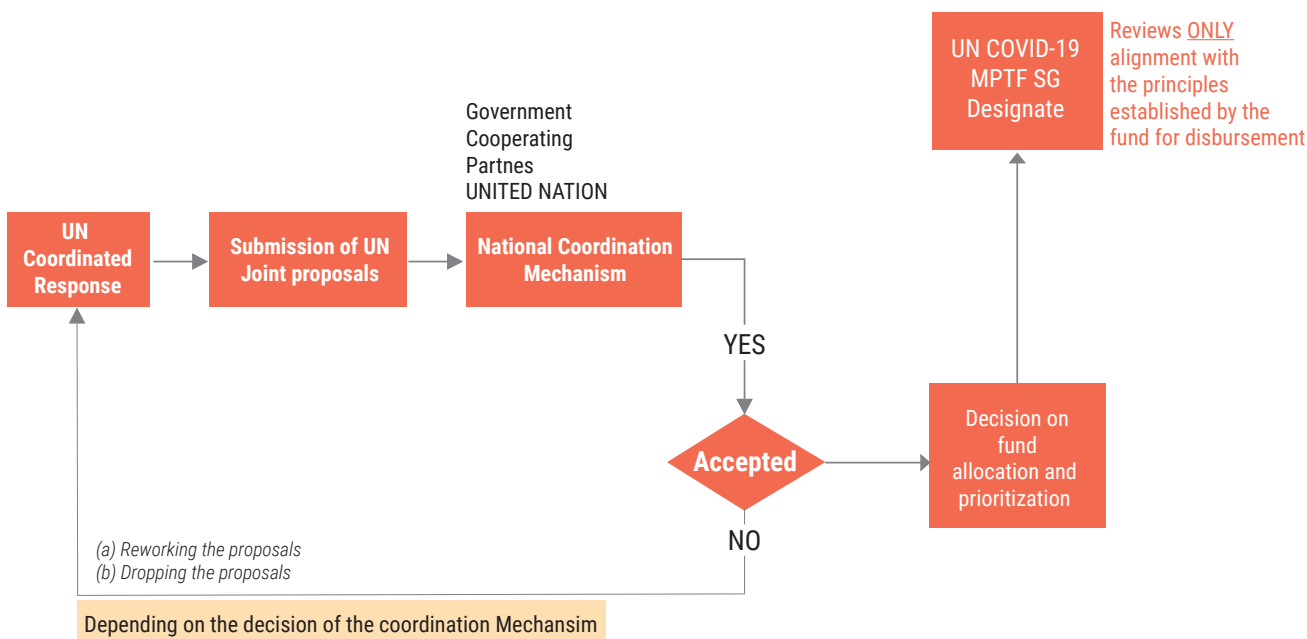 UN COVID-19
MPTF SG
Designate
Reviews ONLY
alignment with
the principles
established by the
fund for disbursement
Government
Cooperating
Partnes
UNITED NATION
UN
Coordinated
Response
Submission of UN
Joint proposals
National Coordination
Mechanism
YES
Accepted
Decision on
fund
allocation and
prioritization
NO
(a) Reworking the proposals
(b) Dropping the proposals
Depending on the decision of the coordination Mechansim